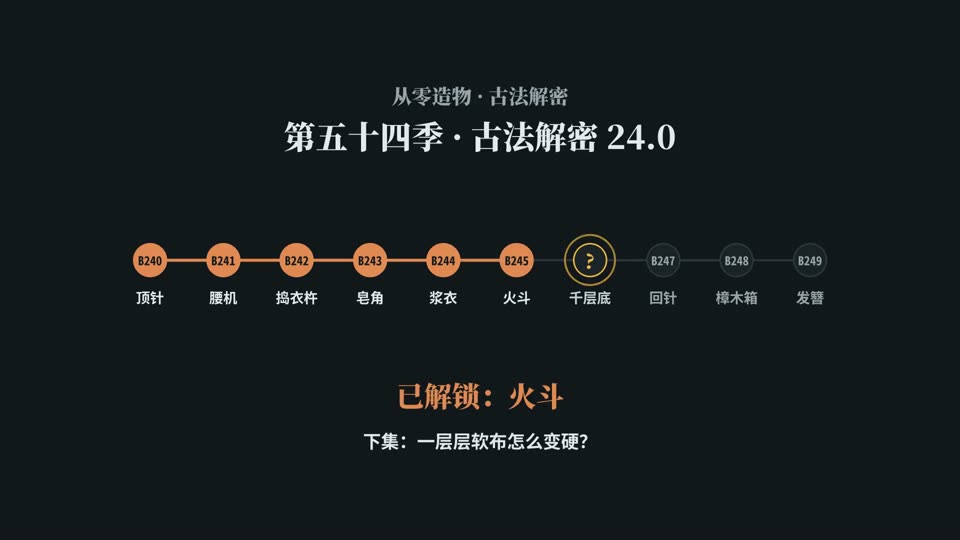 从零造物 · 古法解密
第五十四季 · 古法解密 24.0
B240 B241 B242 B243 B244 B245 ? B247 B248 B249
顶针 腰机 捣衣杵 皂角 浆衣 火斗 千层底 回针 樟木箱 发簪
已解锁：火斗
下集：一层层软布怎么变硬？